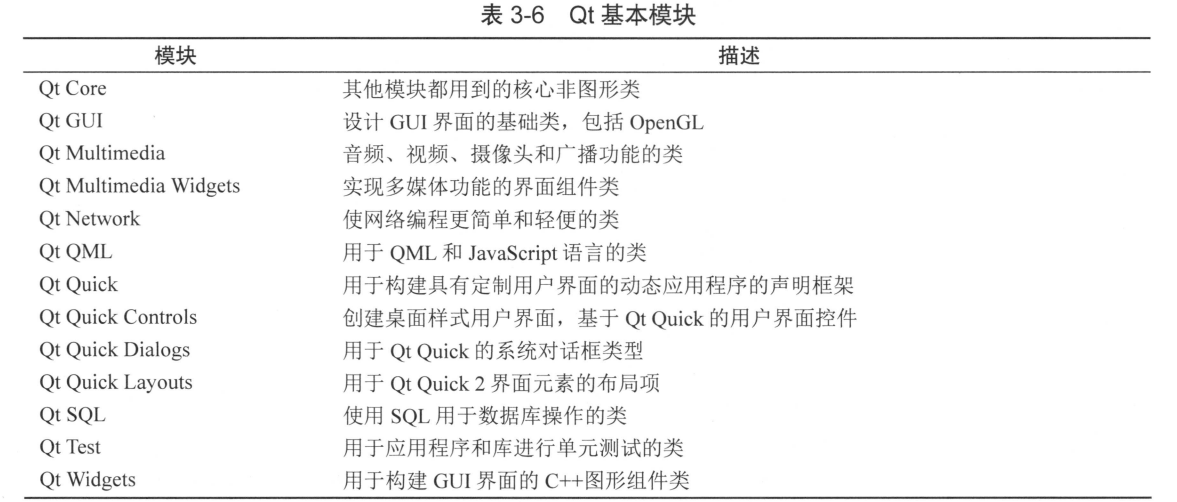 表 3-6 Qt 基本模块
模块 描述
Qt Core 其他模块都用到的核心非图形类
Qt GUI 设计 GUI 界面的基础类，包括 OpenGL
Qt Multimedia 音频、视频、摄像头和广播功能的类
Qt Multimedia Widgets 实现多媒体功能的界面组件类
Qt Network 使网络编程更简单和轻便的类
Qt QML 用于 QML 和 JavaScript 语言的类
Qt Quick 用于构建具有定制用户界面的动态应用程序的声明框架
Qt Quick Controls 创建桌面样式用户界面，基于 Qt Quick 的用户界面控件
Qt Quick Dialogs 用于 Qt Quick 的系统对话框类型
Qt Quick Layouts 用于 Qt Quick 2 界面元素的布局项
Qt SQL 使用 SQL 用于数据库操作的类
Qt Test 用于应用程序和库进行单元测试的类
Qt Widgets 用于构建 GUI 界面的 C++图形组件类